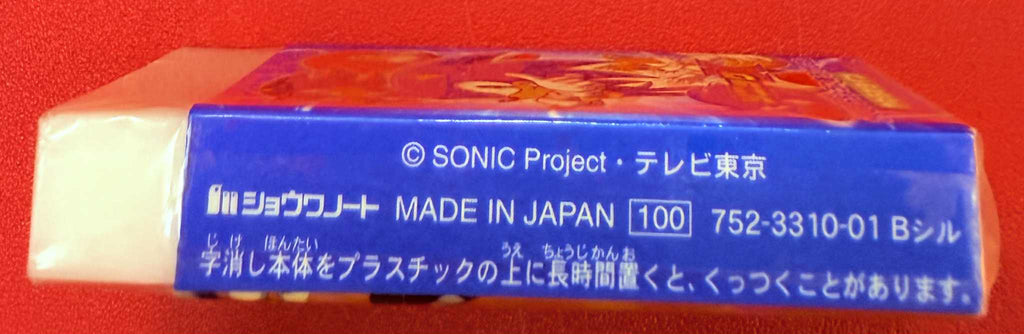 © SONIC Project・テレビ東京
ショウワノート MADE IN JAPAN 100 752-3310-01 Bシル
じ け ほんたい うえ ちょうじかんお
字消し本体をプラスチックの上に長時間置くと、くっつくことがあります。